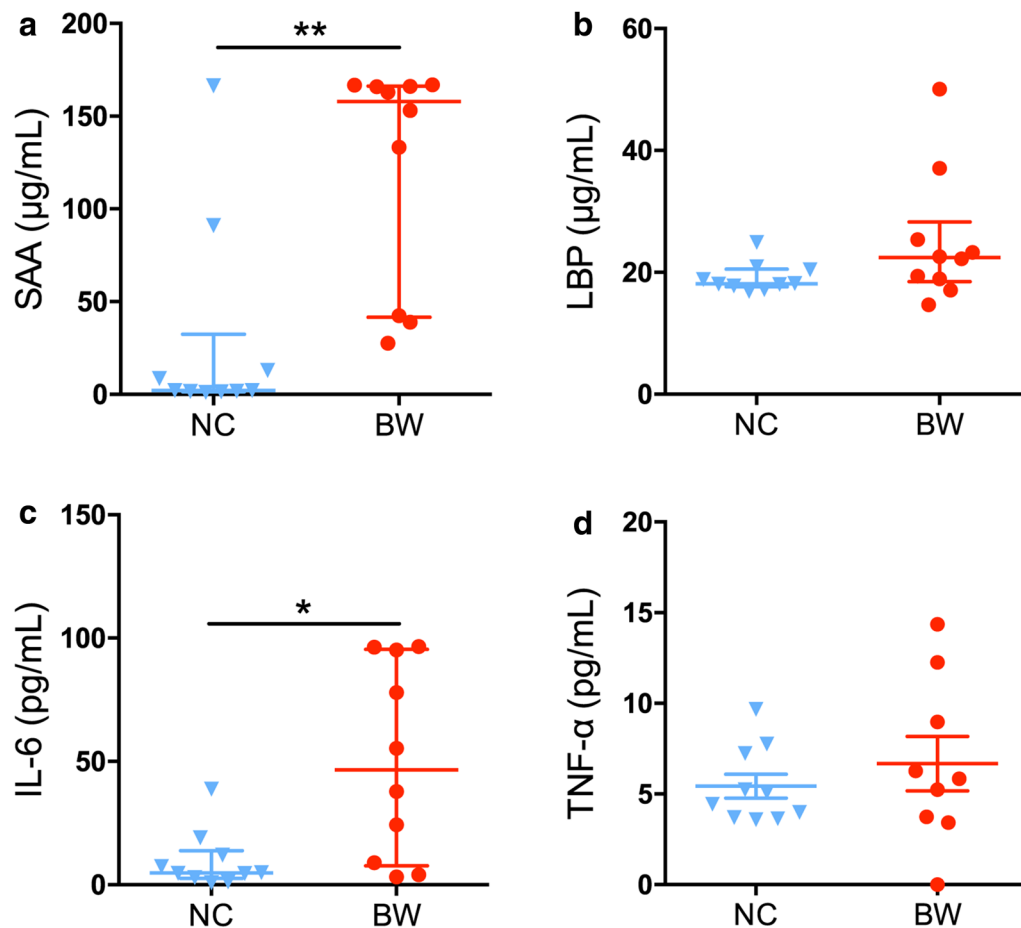 a
SAA (µg/mL)
200
150
100
50
0
**
NC BW
b
LBP (µg/mL)
60
40
20
0
NC BW
c
IL-6 (pg/mL)
150
100
50
0
*
NC BW
d
TNF-α (pg/mL)
20
15
10
5
0
NC BW